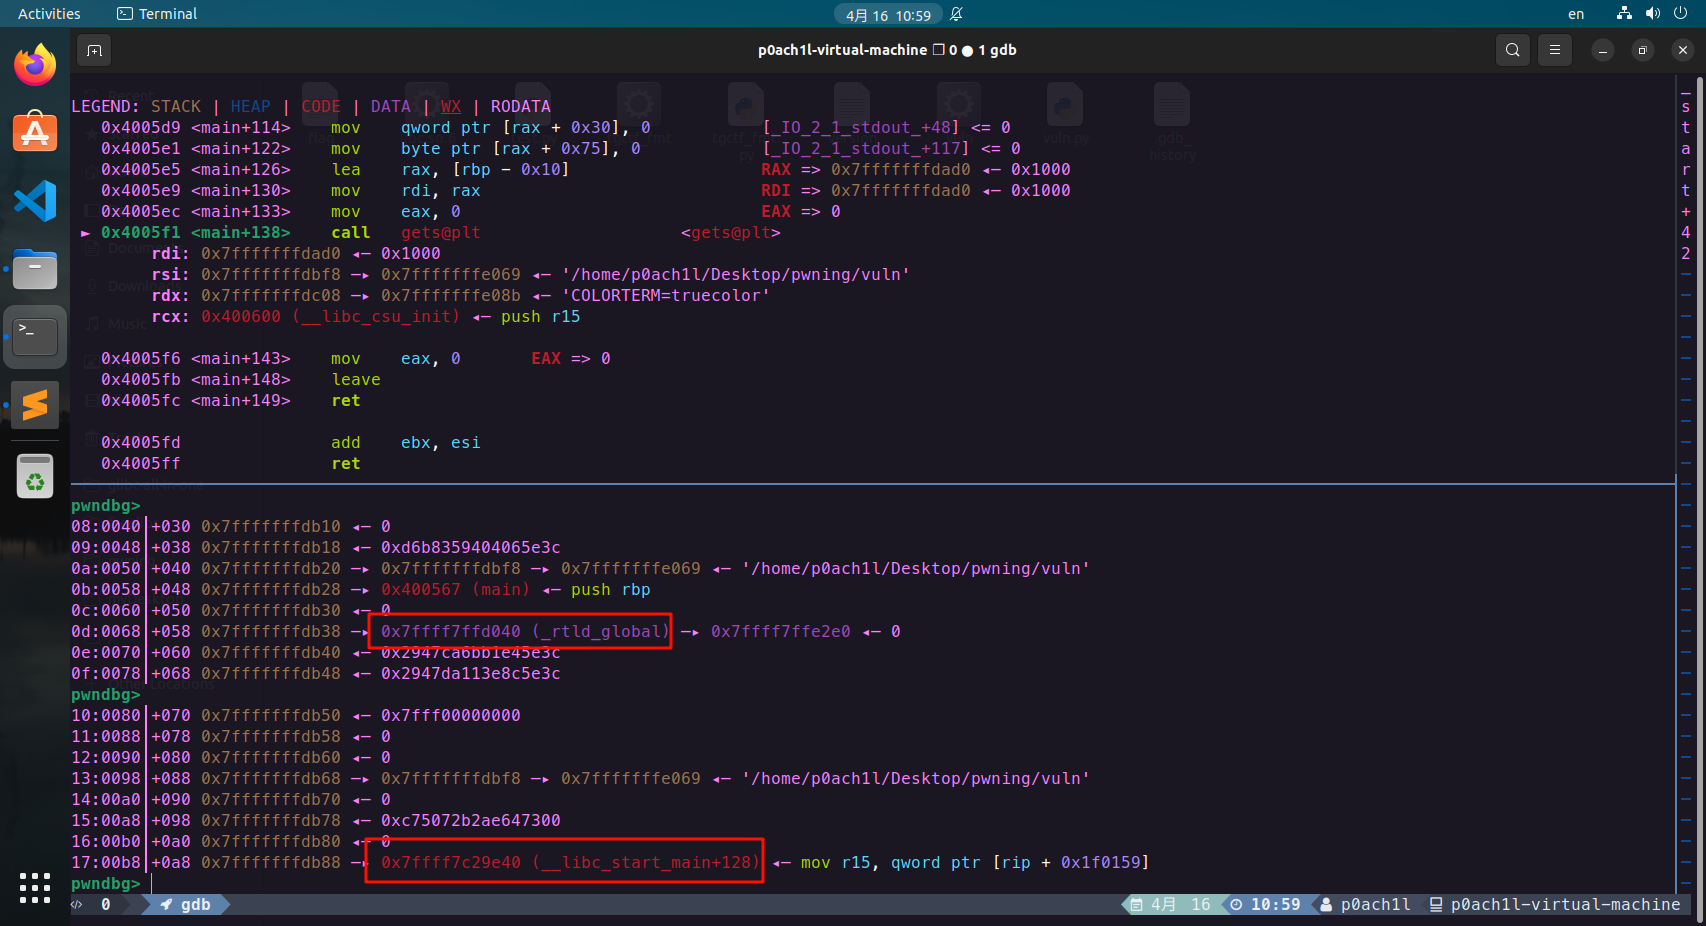 Activities
Terminal
4月 16 10:59
en
p0ach1l-virtual-machine ❐ 0 ● 1 gdb
LEGEND: STACK | HEAP | CODE | DATA | WX | RODATA
0x4005d9 <main+114> mov qword ptr [rax + 0x30], 0 [_IO_2_1_stdout_+48] <= 0
0x4005e1 <main+122> mov byte ptr [rax + 0x75], 0 [_IO_2_1_stdout_+117] <= 0
0x4005e5 <main+126> lea rax, [rbp - 0x10] RAX => 0x7fffffffdad0 ◂— 0x1000
0x4005e9 <main+130> mov rdi, rax RDI => 0x7fffffffdad0 ◂— 0x1000
0x4005ec <main+133> mov eax, 0 EAX => 0
► 0x4005f1 <main+138> call gets@plt <gets@plt>
rdi: 0x7fffffffdad0 ◂— 0x1000
rsi: 0x7fffffffdbf8 —▸ 0x7fffffffe069 ◂— '/home/p0ach1l/Desktop/pwning/vuln'
rdx: 0x7fffffffdc08 —▸ 0x7fffffffe08b ◂— 'COLORTERM=truecolor'
rcx: 0x400600 (__libc_csu_init) ◂— push r15
0x4005f6 <main+143> mov eax, 0 EAX => 0
0x4005fb <main+148> leave
0x4005fc <main+149> ret
0x4005fd add ebx, esi
0x4005ff ret
pwndbg>
08:0040│+030 0x7fffffffdb10 ◂— 0
09:0048│+038 0x7fffffffdb18 ◂— 0xd6b8359404065e3c
0a:0050│+040 0x7fffffffdb20 —▸ 0x7fffffffdbf8 —▸ 0x7fffffffe069 ◂— '/home/p0ach1l/Desktop/pwning/vuln'
0b:0058│+048 0x7fffffffdb28 —▸ 0x400567 (main) ◂— push rbp
0c:0060│+050 0x7fffffffdb30 ◂— 0
0d:0068│+058 0x7fffffffdb38 —▸ 0x7ffff7ffd040 (_rtld_global) —▸ 0x7ffff7ffe2e0 ◂— 0
0e:0070│+060 0x7fffffffdb40 ◂— 0x2947ca6bb1e45e3c
0f:0078│+068 0x7fffffffdb48 ◂— 0x2947da113e8c5e3c
pwndbg>
10:0080│+070 0x7fffffffdb50 ◂— 0x7fff00000000
11:0088│+078 0x7fffffffdb58 ◂— 0
12:0090│+080 0x7fffffffdb60 ◂— 0
13:0098│+088 0x7fffffffdb68 —▸ 0x7fffffffdbf8 —▸ 0x7fffffffe069 ◂— '/home/p0ach1l/Desktop/pwning/vuln'
14:00a0│+090 0x7fffffffdb70 ◂— 0
15:00a8│+098 0x7fffffffdb78 ◂— 0xc75072b2ae647300
16:00b0│+0a0 0x7fffffffdb80 ◂— 0
17:00b8│+0a8 0x7fffffffdb88 —▸ 0x7ffff7c29e40 (__libc_start_main+128) ◂— mov r15, qword ptr [rip + 0x1f0159]
pwndbg>
_start+42
0 gdb
4月 16 10:59 p0ach1l p0ach1l-virtual-machine